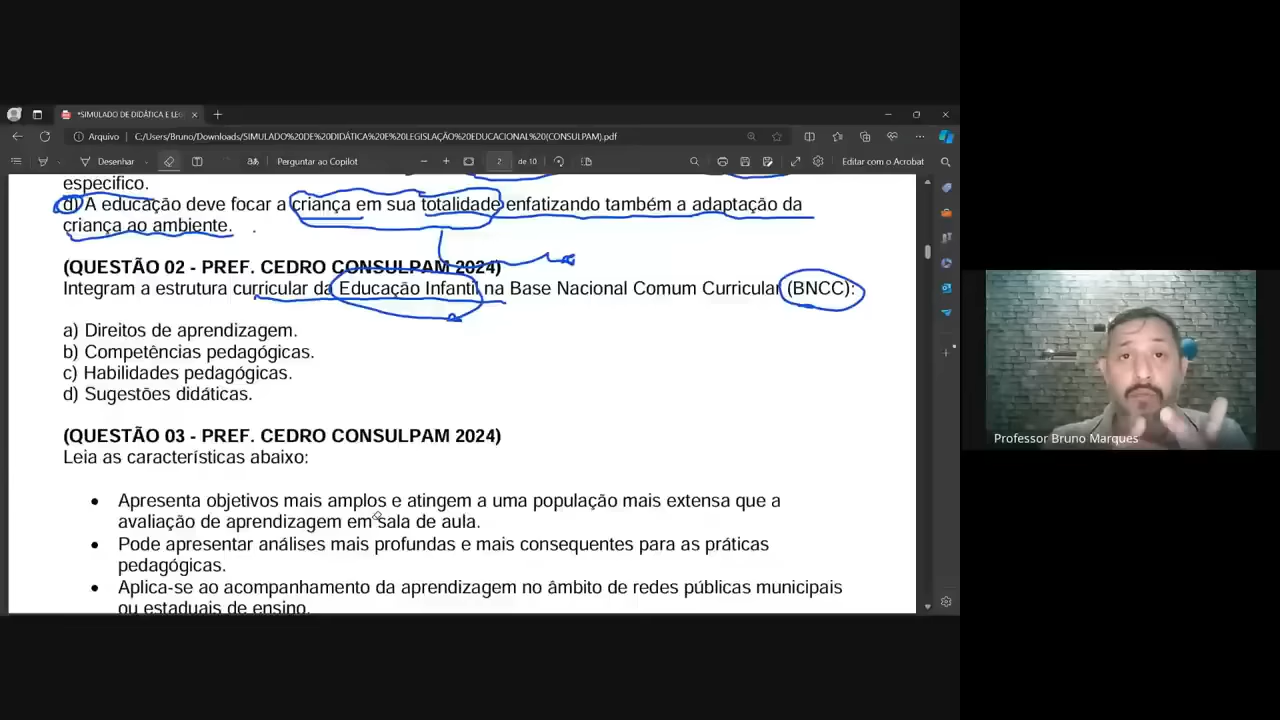 *SIMULADO DE DIDÁTICA E LEG
Arquivo
C:/Users/Bruno/Downloads/SIMULADO%20DE%20DIDÁTICA%20E%20LEGISLAÇÃO%20EDUCACIONAL%20(CONSULPAM).pdf
Desenhar
Perguntar ao Copilot
2
de 10
Editar com o Acrobat
específico.
d) A educação deve focar a criança em sua totalidade enfatizando também a adaptação da
criança ao ambiente.
(QUESTÃO 02 - PREF. CEDRO CONSULPAM 2024)
Integram a estrutura curricular da Educação Infantil na Base Nacional Comum Curricular (BNCC):
a) Direitos de aprendizagem.
b) Competências pedagógicas.
c) Habilidades pedagógicas.
d) Sugestões didáticas.
(QUESTÃO 03 - PREF. CEDRO CONSULPAM 2024)
Leia as características abaixo:
• Apresenta objetivos mais amplos e atingem a uma população mais extensa que a
avaliação de aprendizagem em sala de aula.
• Pode apresentar análises mais profundas e mais consequentes para as práticas
pedagógicas.
• Aplica-se ao acompanhamento da aprendizagem no âmbito de redes públicas municipais
ou estaduais de ensino.
Professor Bruno Marques